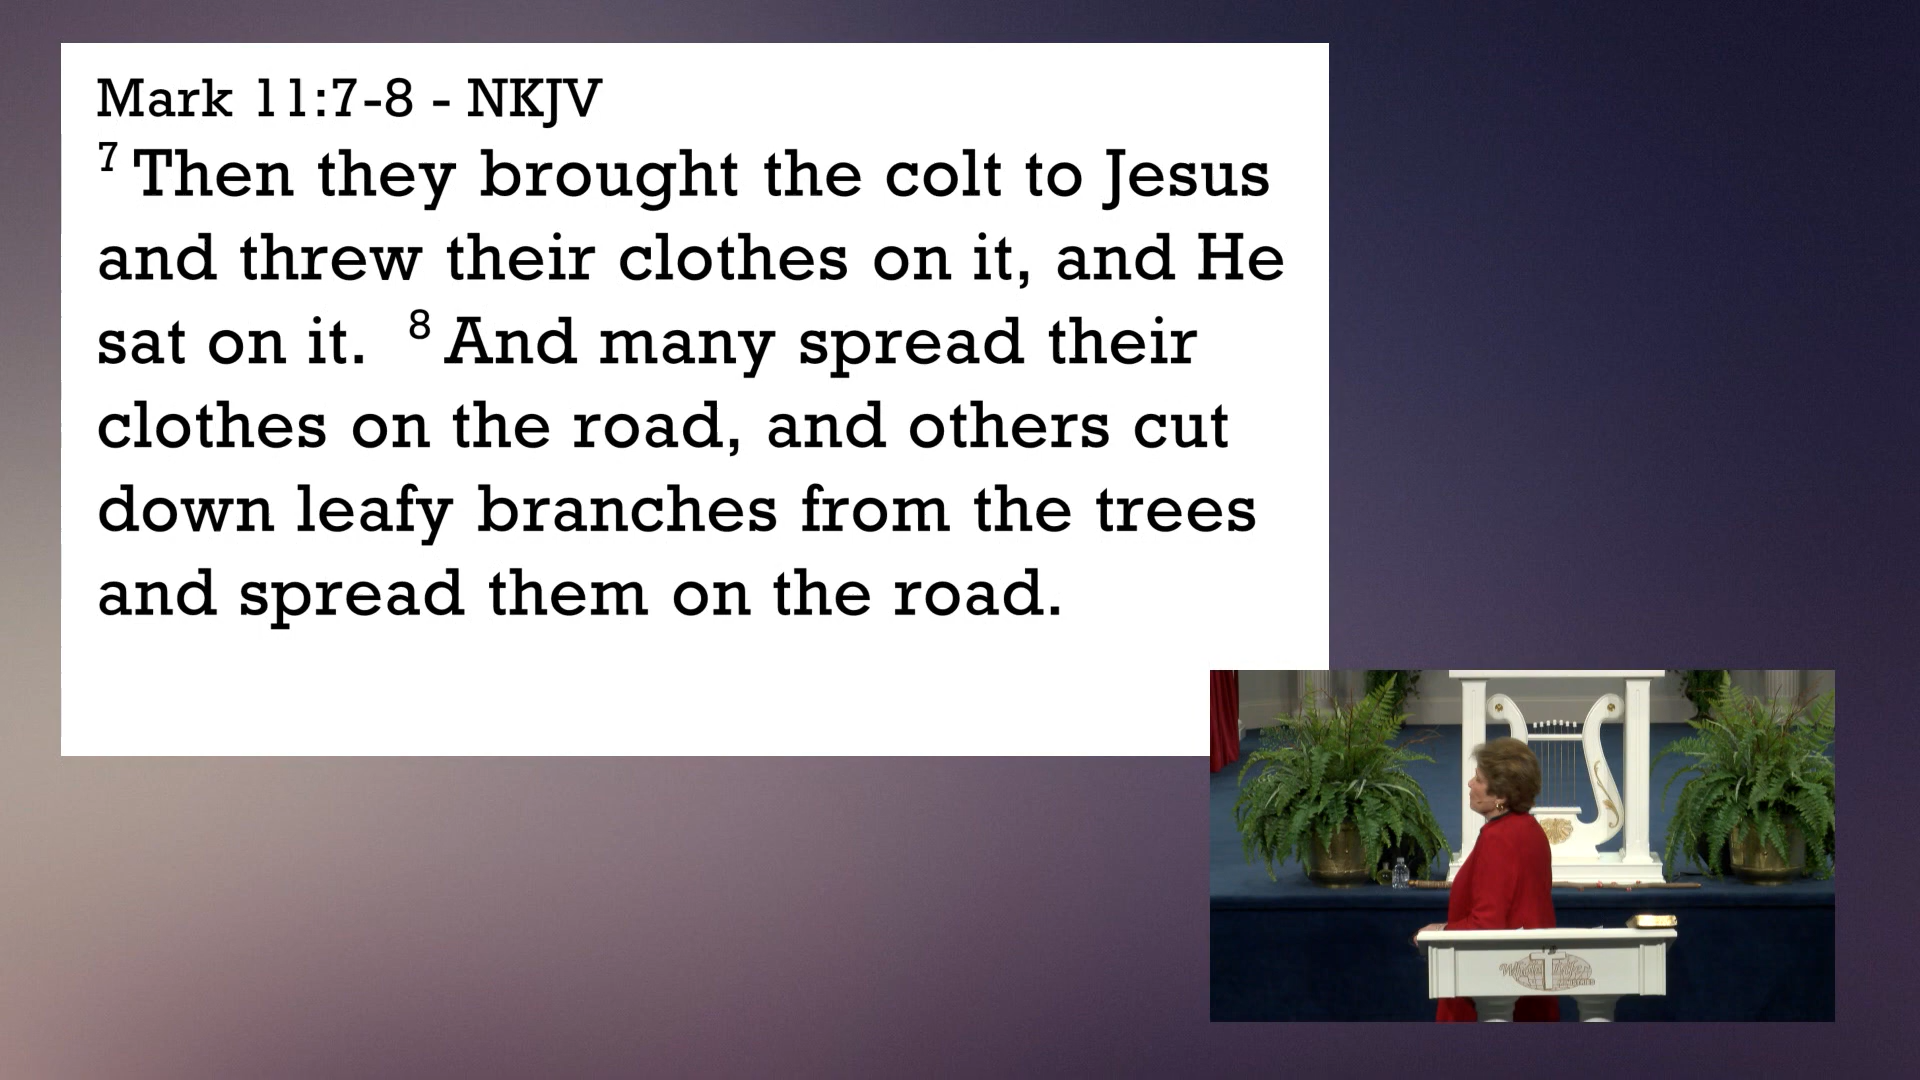 Mark 11:7-8 - NKJV
7 Then they brought the colt to Jesus
and threw their clothes on it, and He
sat on it. 8 And many spread their
clothes on the road, and others cut
down leafy branches from the trees
and spread them on the road.
MINISTRIES